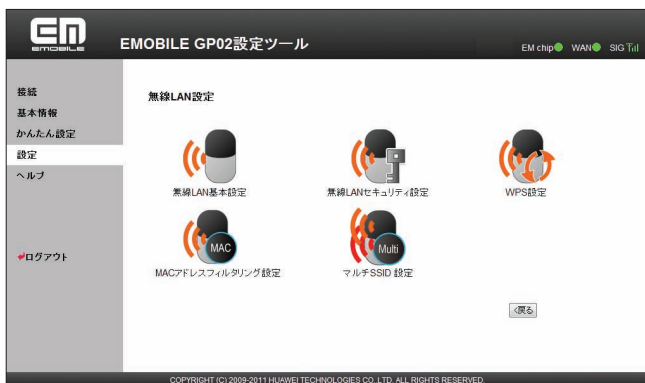 EM
EMOBILE
EMOBILE GP02設定ツール
EM chip WAN SIG
接続
基本情報
かんたん設定
設定
ヘルプ
ログアウト
無線LAN設定
無線LAN基本設定
無線LANセキュリティ設定
WPS設定
MAC
MACアドレスフィルタリング設定
Multi
マルチSSID 設定
<戻る
COPYRIGHT (C) 2009-2011 HUAWEI TECHNOLOGIES CO.,LTD. ALL RIGHTS RESERVED